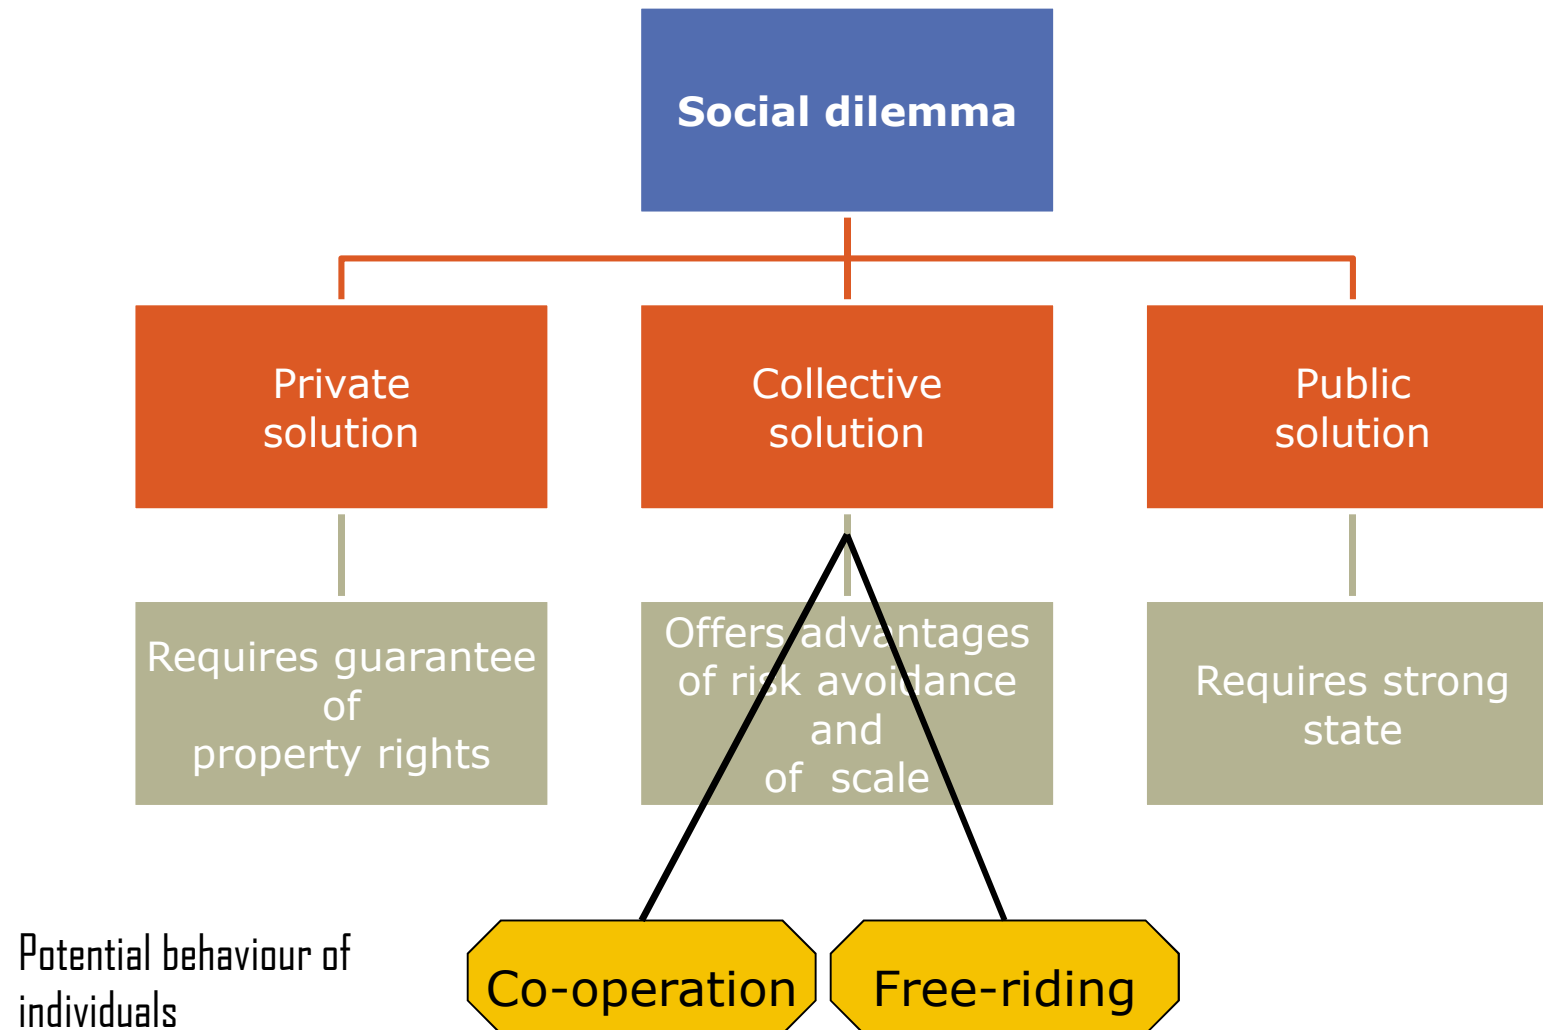 Social dilemma
Private
solution
Collective
solution
Public
solution
Requires guarantee
of
property rights
Offers advantages
of risk avoidance
and
of scale
Requires strong
state
Potential behaviour of
individuals
Co-operation
Free-riding